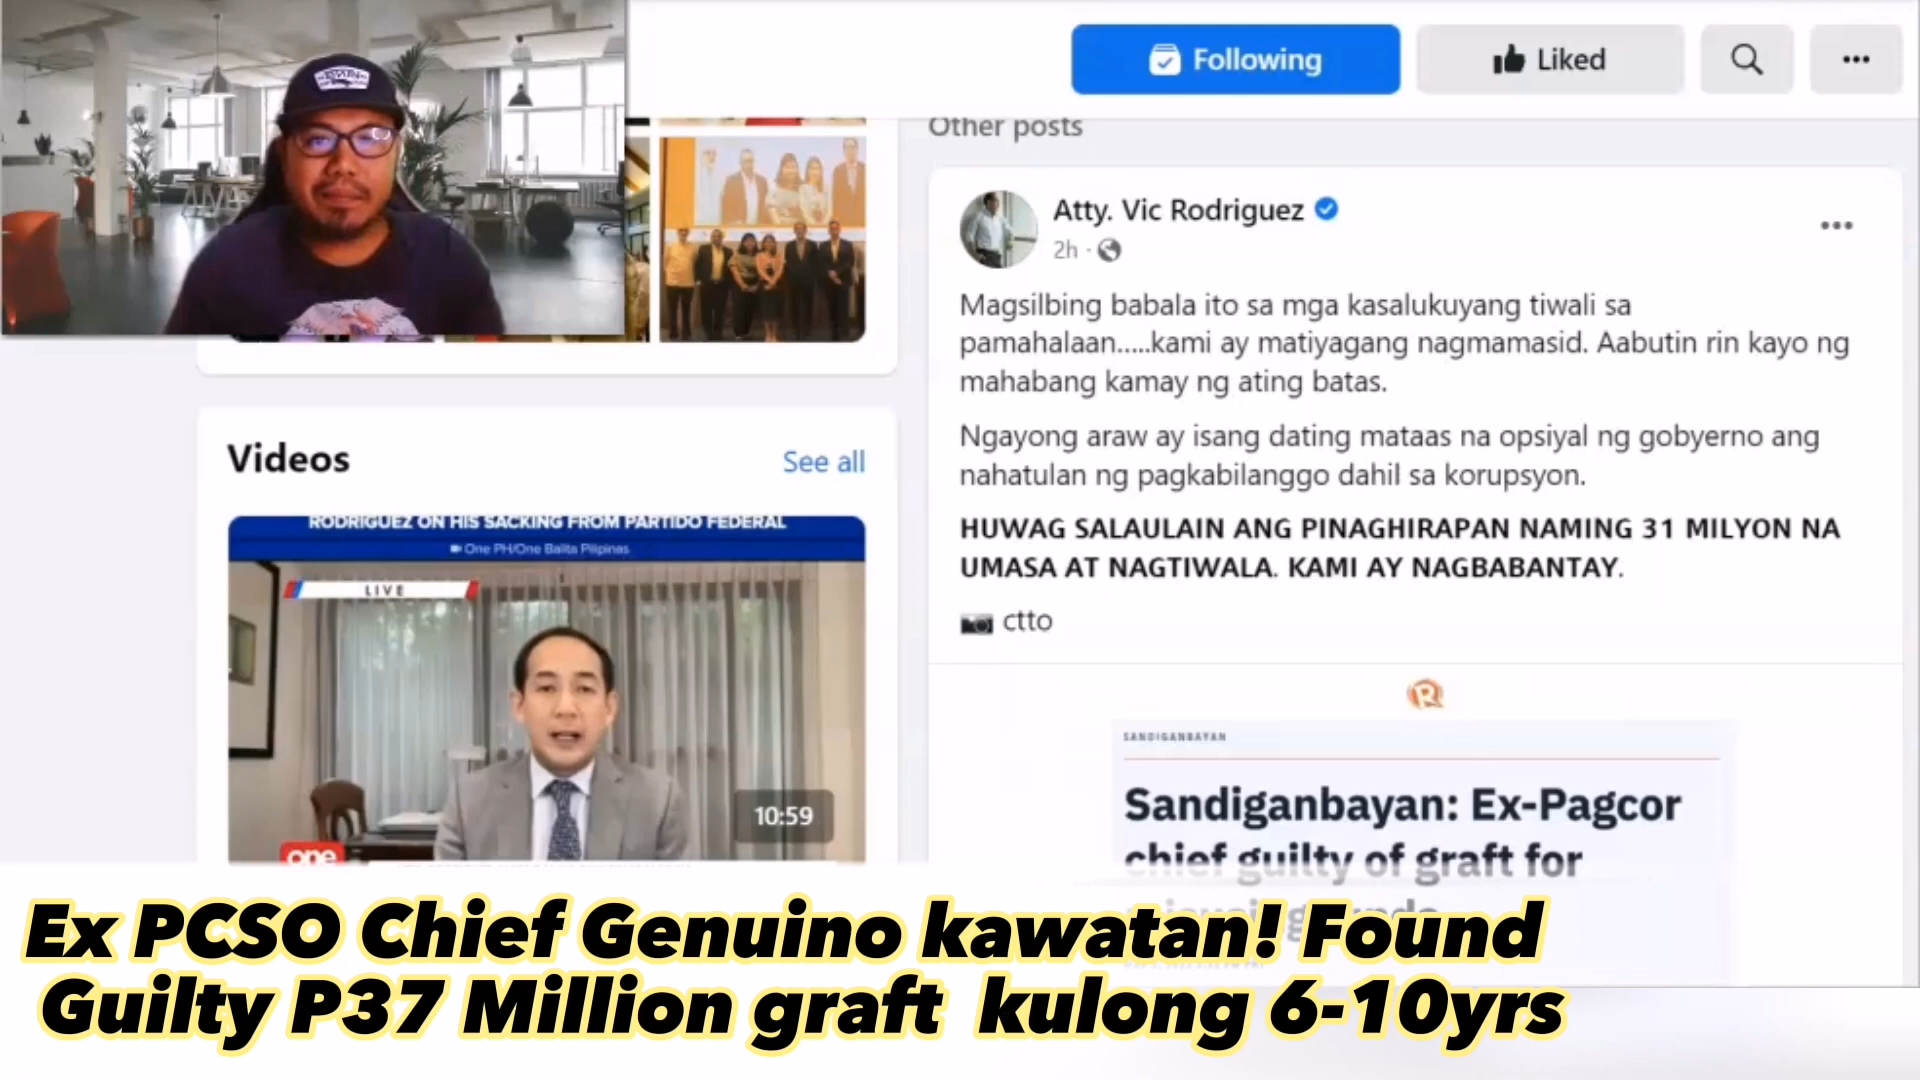 Following
Liked
Other posts
Atty. Vic Rodriguez
2h ·
Magsilbing babala ito sa mga kasalukuyang tiwali sa
pamahalaan.....kami ay matiyagang nagmamasid. Aabutin rin kayo ng
mahabang kamay ng ating batas.
Ngayong araw ay isang dating mataas na opsiyal ng gobyerno ang
nahatulan ng pagkabilanggo dahil sa korupsyon.
HUWAG SALAULAIN ANG PINAGHIRAPAN NAMING 31 MILYON NA
UMASA AT NAGTIWALA. KAMI AY NAGBABANTAY.
ctto
Videos
See all
RODRIGUEZ ON HIS SACKING FROM PARTIDO FEDERAL
One PH/One Balita Pilipinas
LIVE
10:59
one
SANDIGANBAYAN
Sandiganbayan: Ex-Pagcor
chief guilty of graft for
Ex PCSO Chief Genuino kawatan! Found
Guilty P37 Million graft kulong 6-10yrs